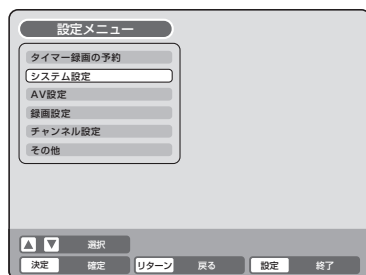 設定メニュー
タイマー録画の予約
システム設定
AV設定
録画設定
チャンネル設定
その他
▲ ▼ 選択
決定 確定 リターン 戻る 設定 終了